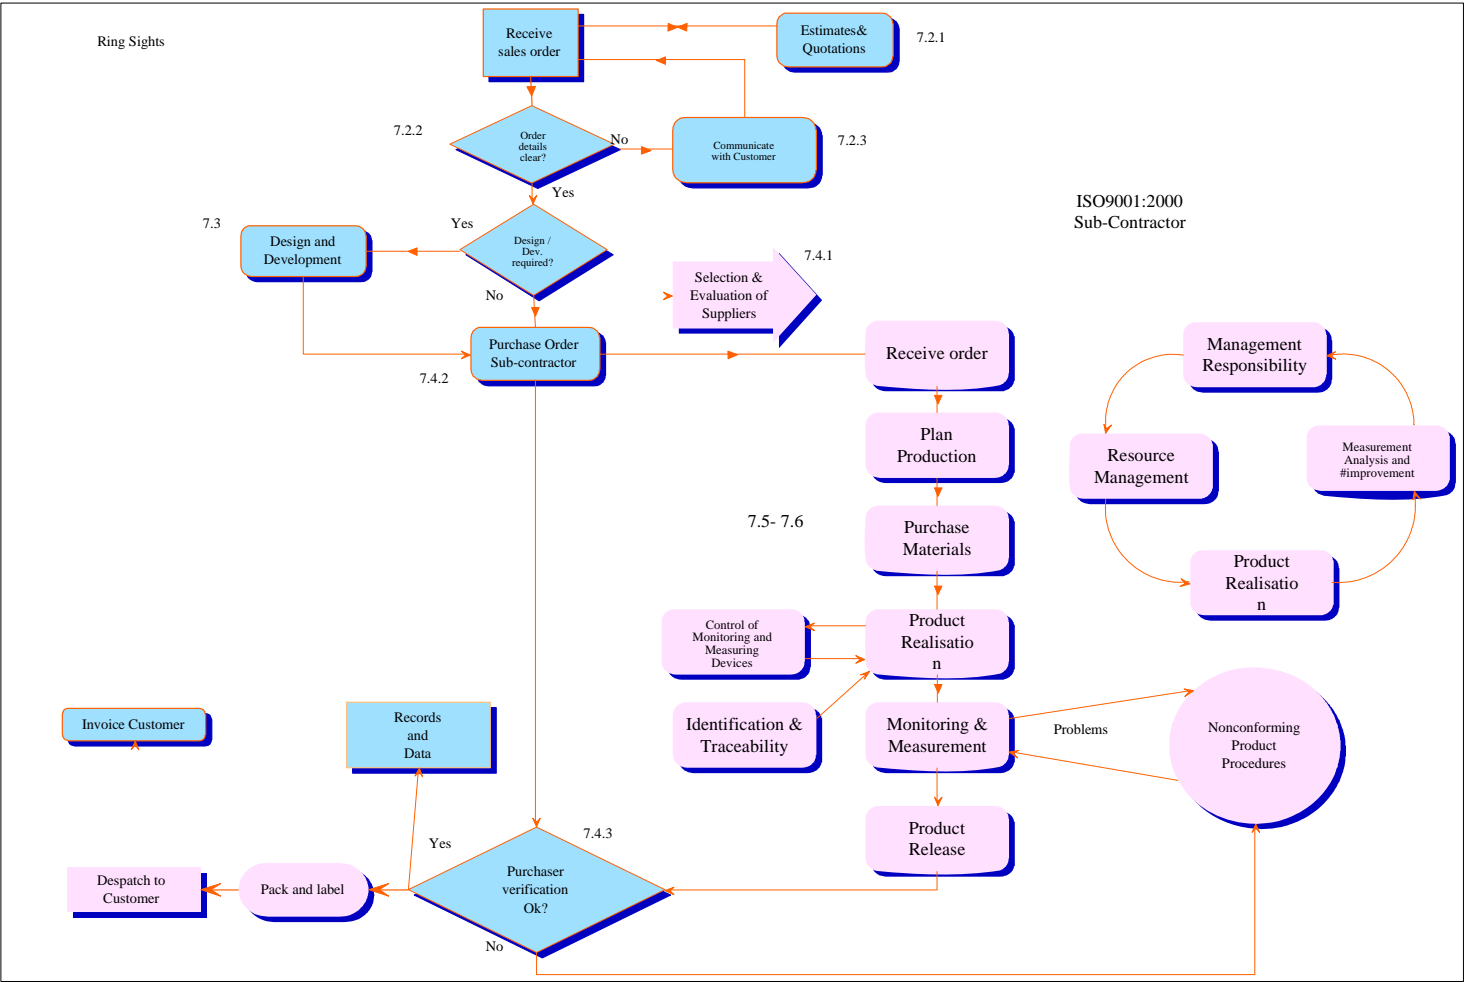 Ring Sights
Receive
sales order
Estimates&
Quotations
7.2.1
7.2.2
Order
details
clear?
No
Communicate
with Customer
7.2.3
Yes
ISO9001:2000
Sub-Contractor
7.3
Design and
Development
Yes
Design /
Dev.
required?
No
7.4.1
Selection &
Evaluation of
Suppliers
Purchase Order
Sub-contractor
7.4.2
Receive order
Plan
Production
7.5- 7.6
Purchase
Materials
Product
Realisatio
n
Control of
Monitoring and
Measuring
Devices
Identification &
Traceability
Monitoring &
Measurement
Problems
Nonconforming
Product
Procedures
Product
Release
Management
Responsibility
Resource
Management
Measurement
Analysis and
#improvement
Product
Realisatio
n
Invoice Customer
Records
and
Data
Yes
7.4.3
Purchaser
verification
Ok?
No
Pack and label
Despatch to
Customer